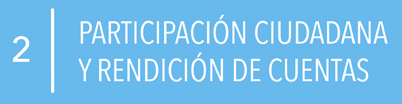 2
PARTICIPACIÓN CIUDADANA
Y RENDICIÓN DE CUENTAS